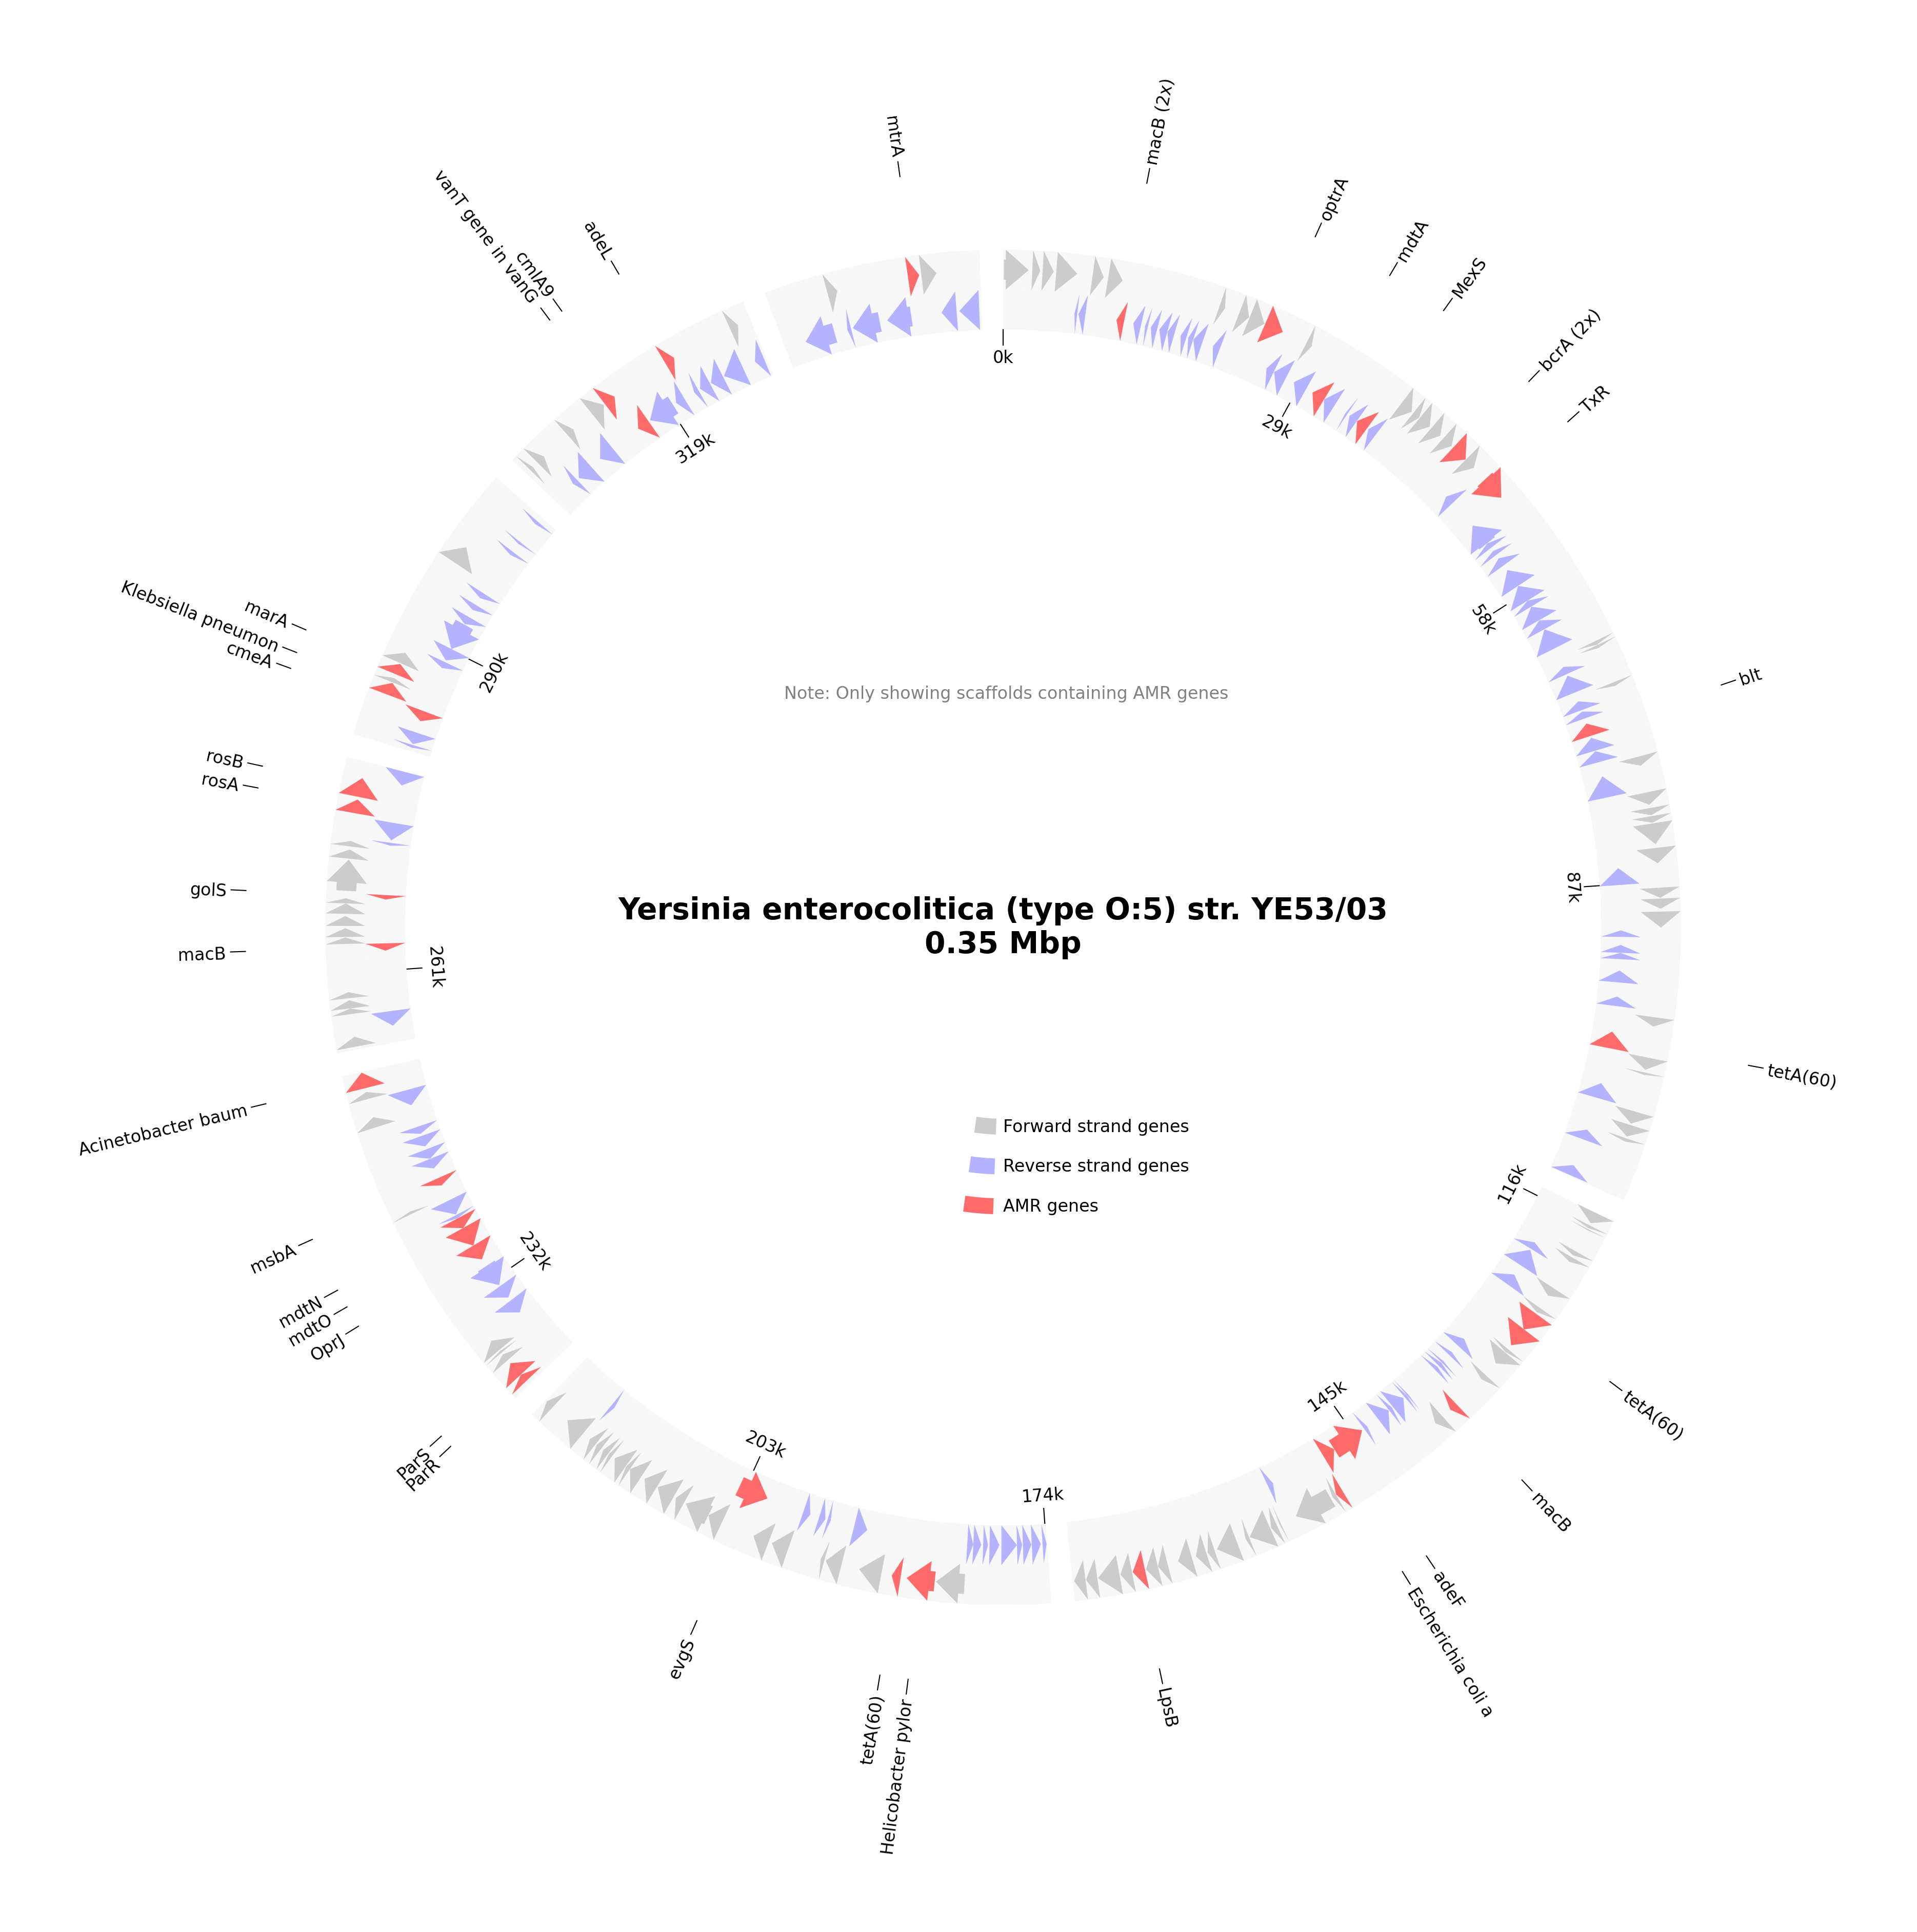 macB (2x)
optrA
mdtA
MexS
bcrA (2x)
TxR
blt
tetA(60)
tetA(60)
macB
adeF
Escherichia coli a
LpsB
Helicobacter pylor
tetA(60)
evgS
ParR
ParS
OprJ
mdtO
mdtN
msbA
Acinetobacter baum
macB
golS
rosA
rosB
cmeA
Klebsiella pneumon
marA
vanT gene in vanG
cmlA9
adeL
mtrA
0k
29k
58k
87k
116k
145k
174k
203k
232k
261k
290k
319k
Note: Only showing scaffolds containing AMR genes
Yersinia enterocolitica (type O:5) str. YE53/03
0.35 Mbp
Forward strand genes
Reverse strand genes
AMR genes